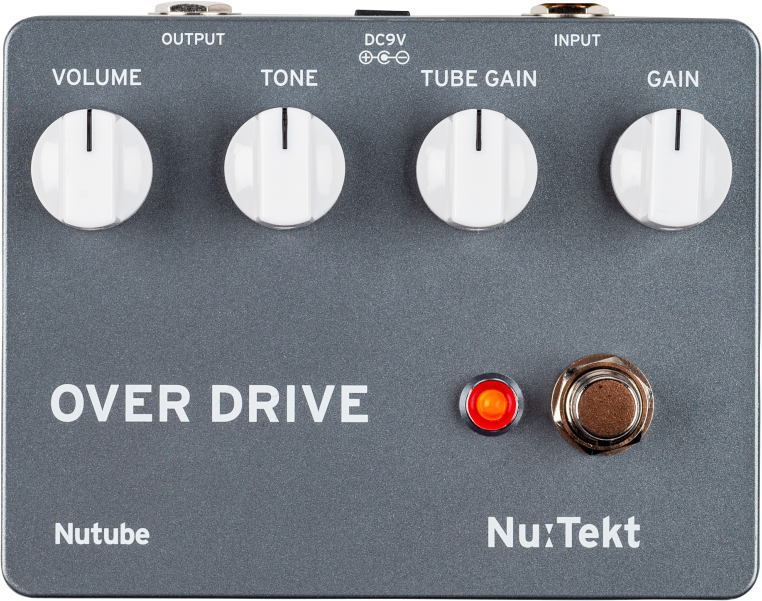 OUTPUT
DC9V
INPUT
VOLUME
TONE
TUBE GAIN
GAIN
OVER DRIVE
Nutube
Nu:Tekt